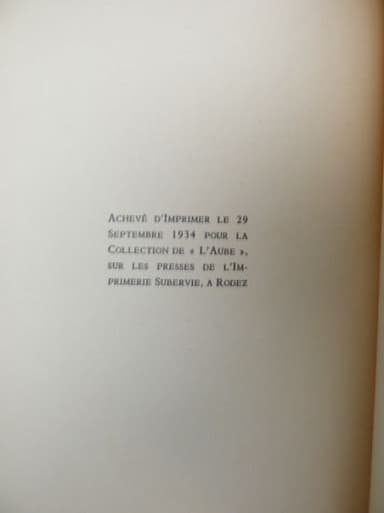 Achevé d'Imprimer le 29
Septembre 1934 pour la
Collection de « L'Aube »,
sur les presses de l'Im-
primerie Subervie, a Rodez